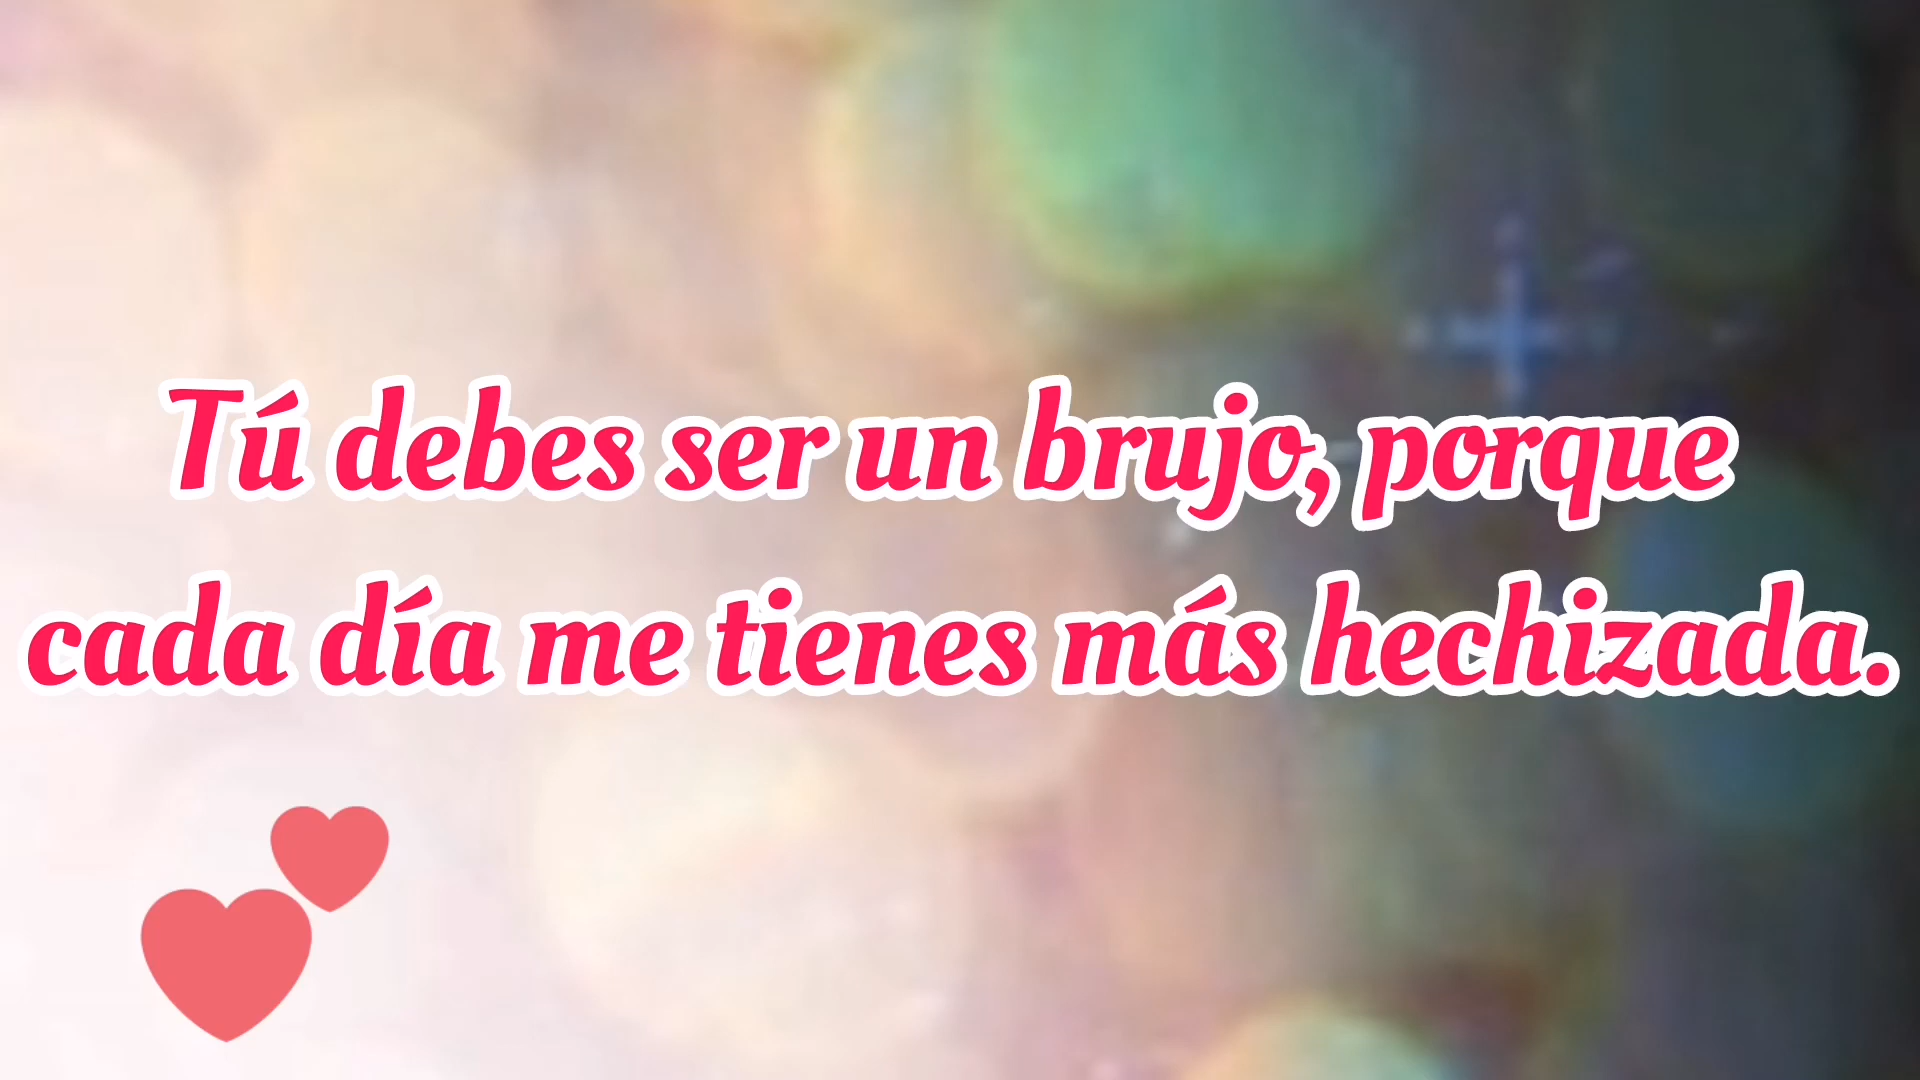 Tú debes ser un brujo, porque
cada día me tienes más hechizada.